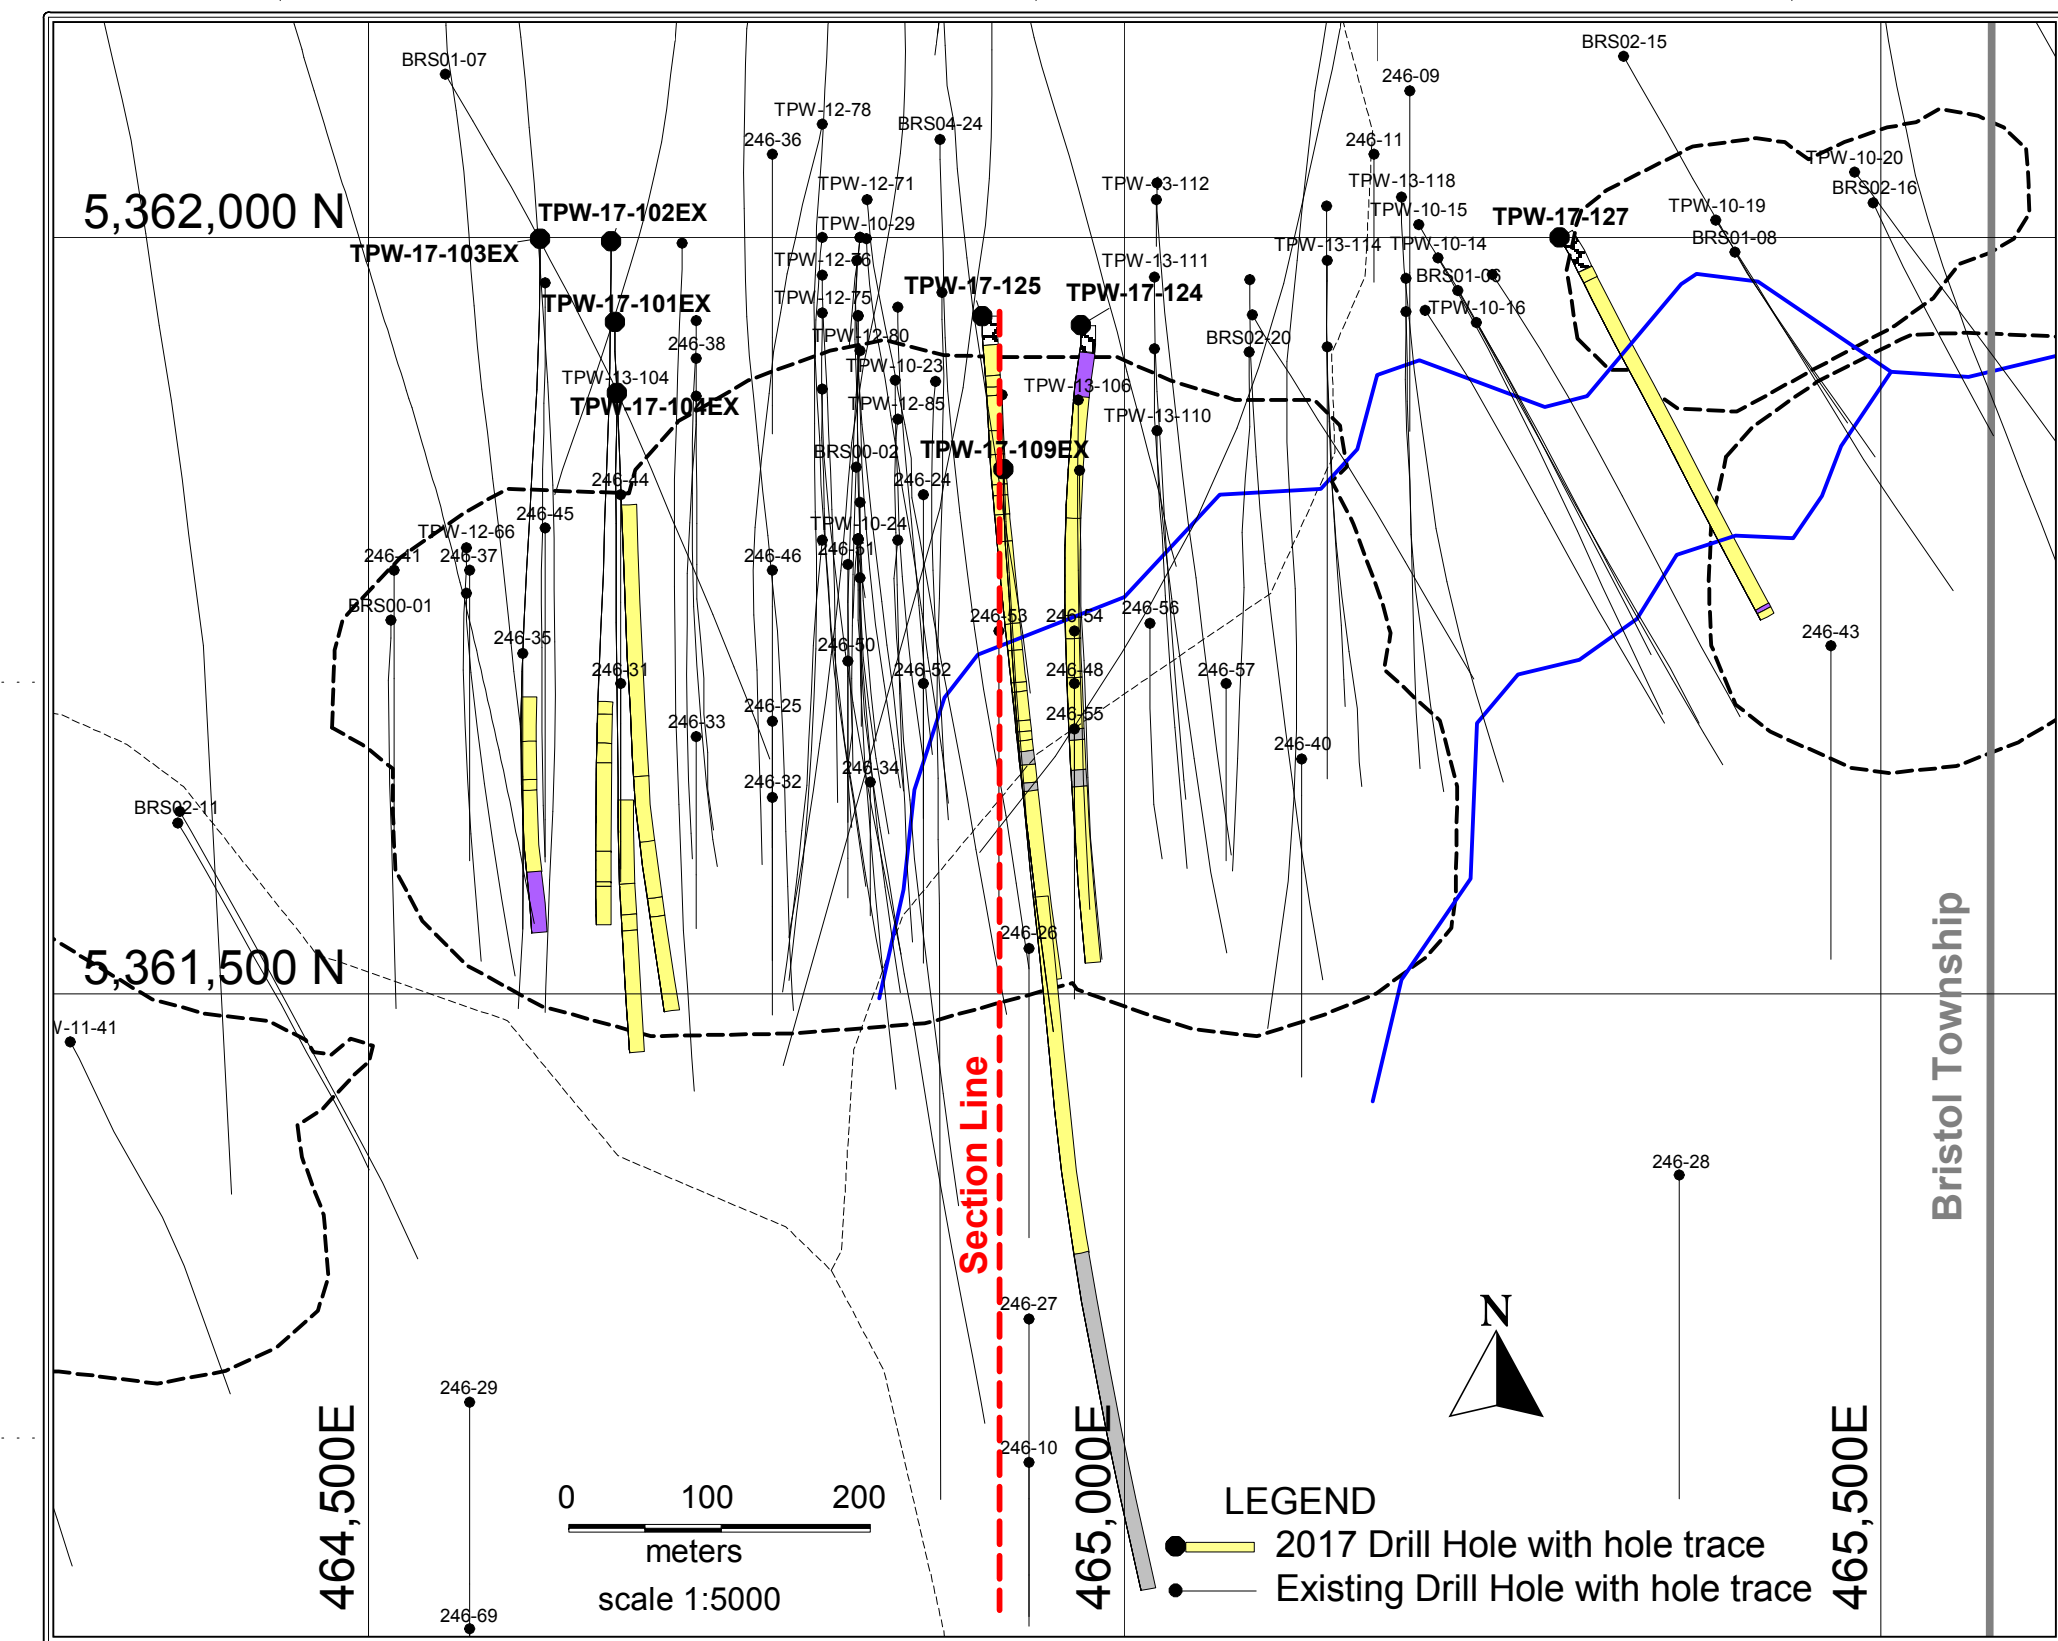 BRS02-15
BRS01-07
246-09
TPW-12-78
BRS04-24
246-36
246-11
TPW-10-20
TPW-12-71
TPW-13-112
TPW-13-118
BRS02-16
5,362,000 N
TPW-17-102EX
TPW-10-29
TPW-10-15
TPW-17-127
TPW-10-19
TPW-17-103EX
TPW-13-114
TPW-10-14
BRS01-08
TPW-12-76
TPW-13-111
BRS01-06
TPW-17-125
TPW-17-124
TPW-17-101EX
TPW-12-75
TPW-10-16
TPW-12-80
BRS02-20
246-38
TPW-10-23
TPW-13-104
TPW-13-106
TPW-17-104EX
TPW-12-85
TPW-13-110
BRS00-02
TPW-17-109EX
246-44
246-24
246-45
TPW-10-24
TPW-12-66
246-51
246-41
246-37
246-46
BRS00-01
246-53
246-54
246-56
246-35
246-50
246-43
246-31
246-52
246-48
246-57
246-25
246-33
246-55
246-40
246-32
246-34
BRS02-11
246-26
5,361,500 N
W-11-41
Bristol Township
Section Line
246-28
246-27
N
246-29
246-10
464,500E
465,000E
465,500E
0 100 200
meters
scale 1:5000
LEGEND
2017 Drill Hole with hole trace
Existing Drill Hole with hole trace
246-69